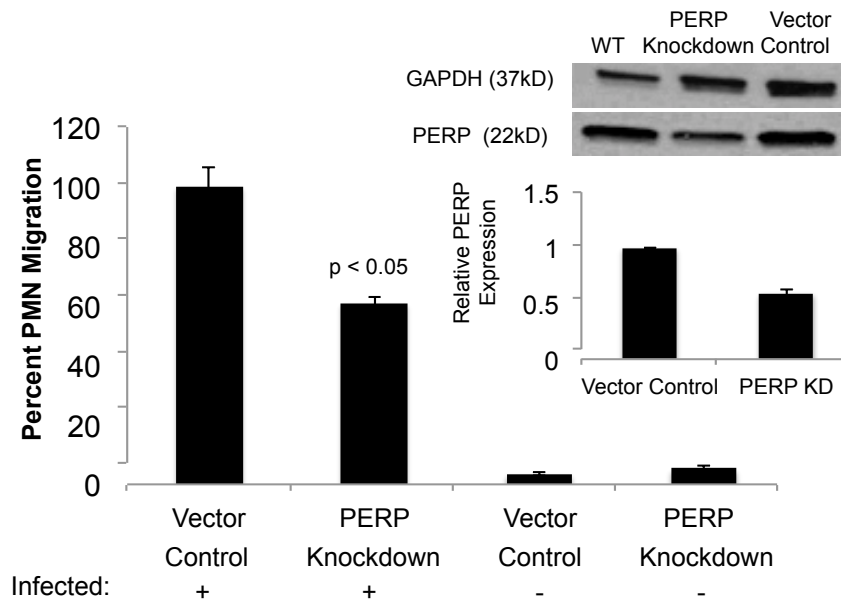 PERP Vector
WT Knockdown Control
GAPDH (37kD)
PERP (22kD)
120
100
80
60
40
20
0
Percent PMN Migration
p < 0.05
1.5
1
0.5
0
Relative PERP
Expression
Vector Control PERP KD
Vector PERP Vector PERP
Control Knockdown Control Knockdown
Infected: + + - -